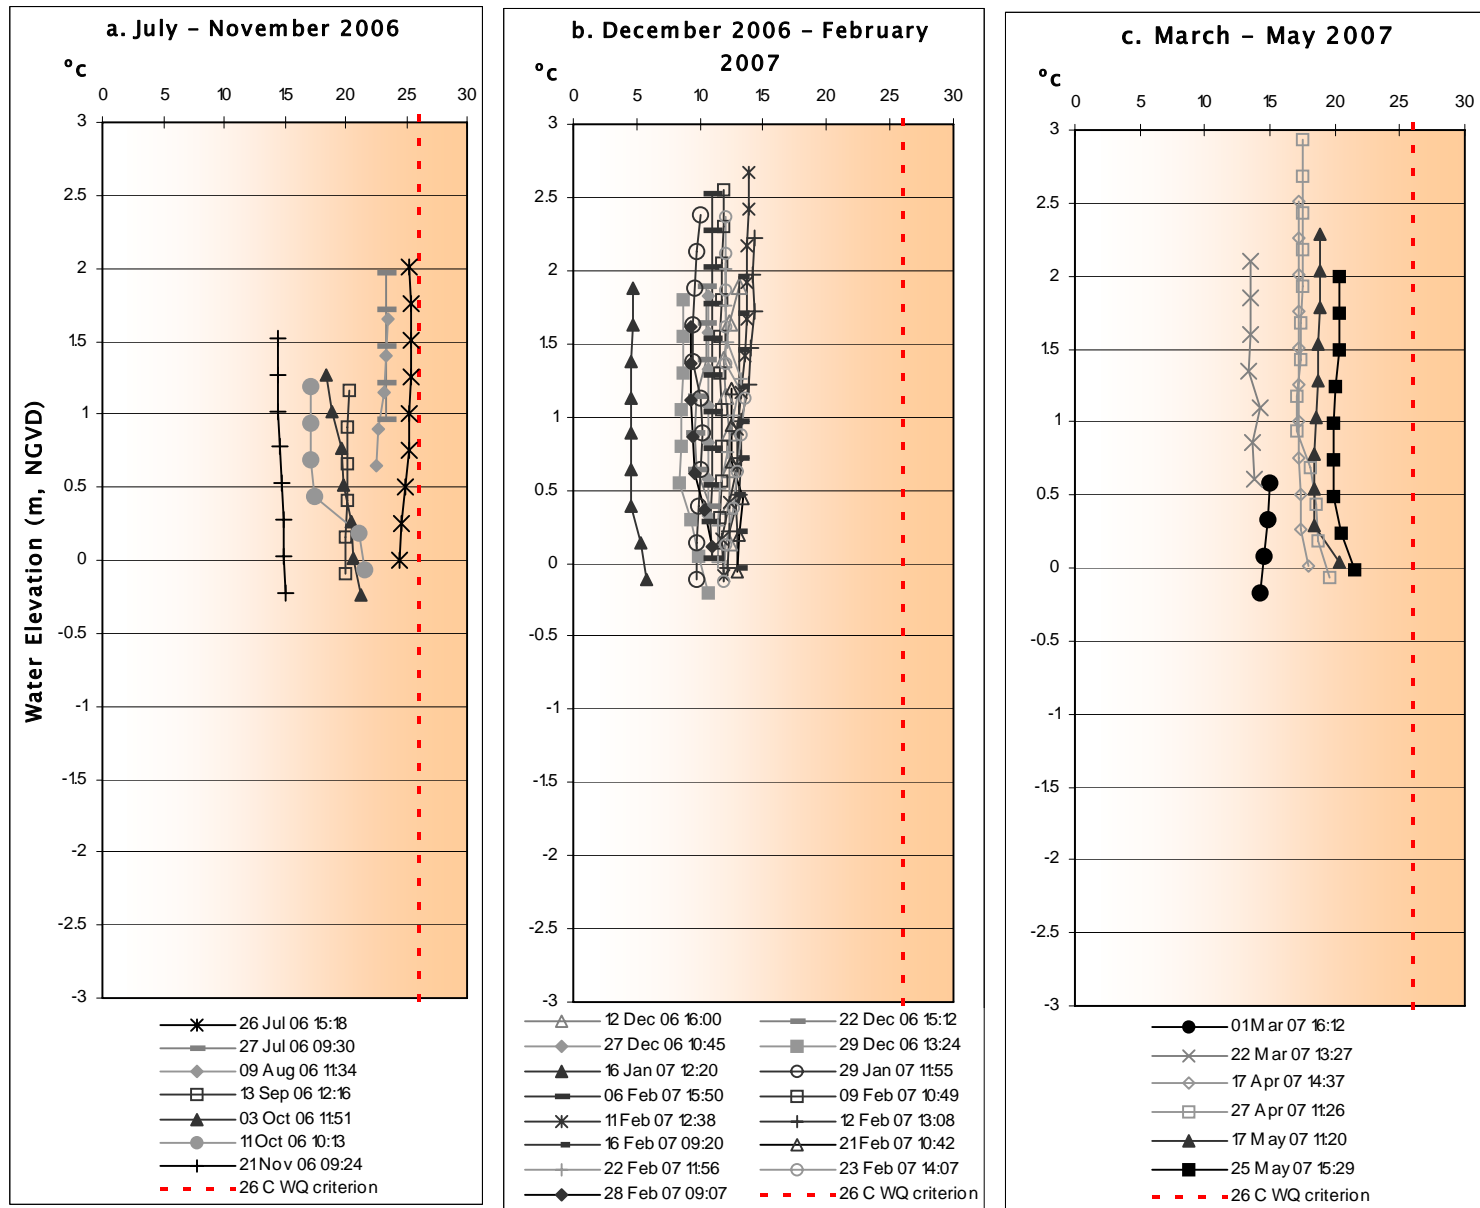 a. July – November 2006
ºc
0 5 10 15 20 25 30
3
2.5
2
1.5
1
0.5
0
-0.5
-1
-1.5
-2
-2.5
-3
Water Elevation (m, NGVD)
26 Jul 06 15:18
27 Jul 06 09:30
09 Aug 06 11:34
13 Sep 06 12:16
03 Oct 06 11:51
11 Oct 06 10:13
21 Nov 06 09:24
26 C WQ criterion
b. December 2006 – February
2007
ºc
0 5 10 15 20 25 30
3
2.5
2
1.5
1
0.5
0
-0.5
-1
-1.5
-2
-2.5
-3
12 Dec 06 16:00 22 Dec 06 15:12
27 Dec 06 10:45 29 Dec 06 13:24
16 Jan 07 12:20 29 Jan 07 11:55
06 Feb 07 15:50 09 Feb 07 10:49
11 Feb 07 12:38 12 Feb 07 13:08
16 Feb 07 09:20 21 Feb 07 10:42
22 Feb 07 11:56 23 Feb 07 14:07
28 Feb 07 09:07 26 C WQ criterion
c. March – May 2007
ºc
0 5 10 15 20 25 30
3
2.5
2
1.5
1
0.5
0
-0.5
-1
-1.5
-2
-2.5
-3
01 Mar 07 16:12
22 Mar 07 13:27
17 Apr 07 14:37
27 Apr 07 11:26
17 May 07 11:20
25 May 07 15:29
26 C WQ criterion